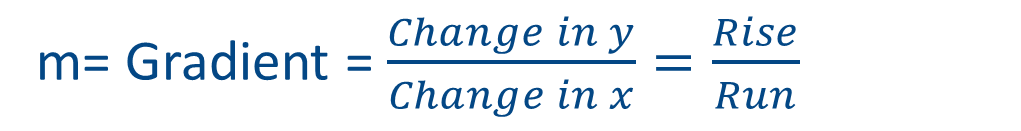 m= Gradient = Change in y / Change in x = Rise / Run